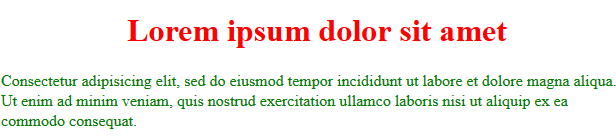 Lorem ipsum dolor sit amet
Consectetur adipisicing elit, sed do eiusmod tempor incididunt ut labore et dolore magna aliqua.
Ut enim ad minim veniam, quis nostrud exercitation ullamco laboris nisi ut aliquip ex ea
commodo consequat.